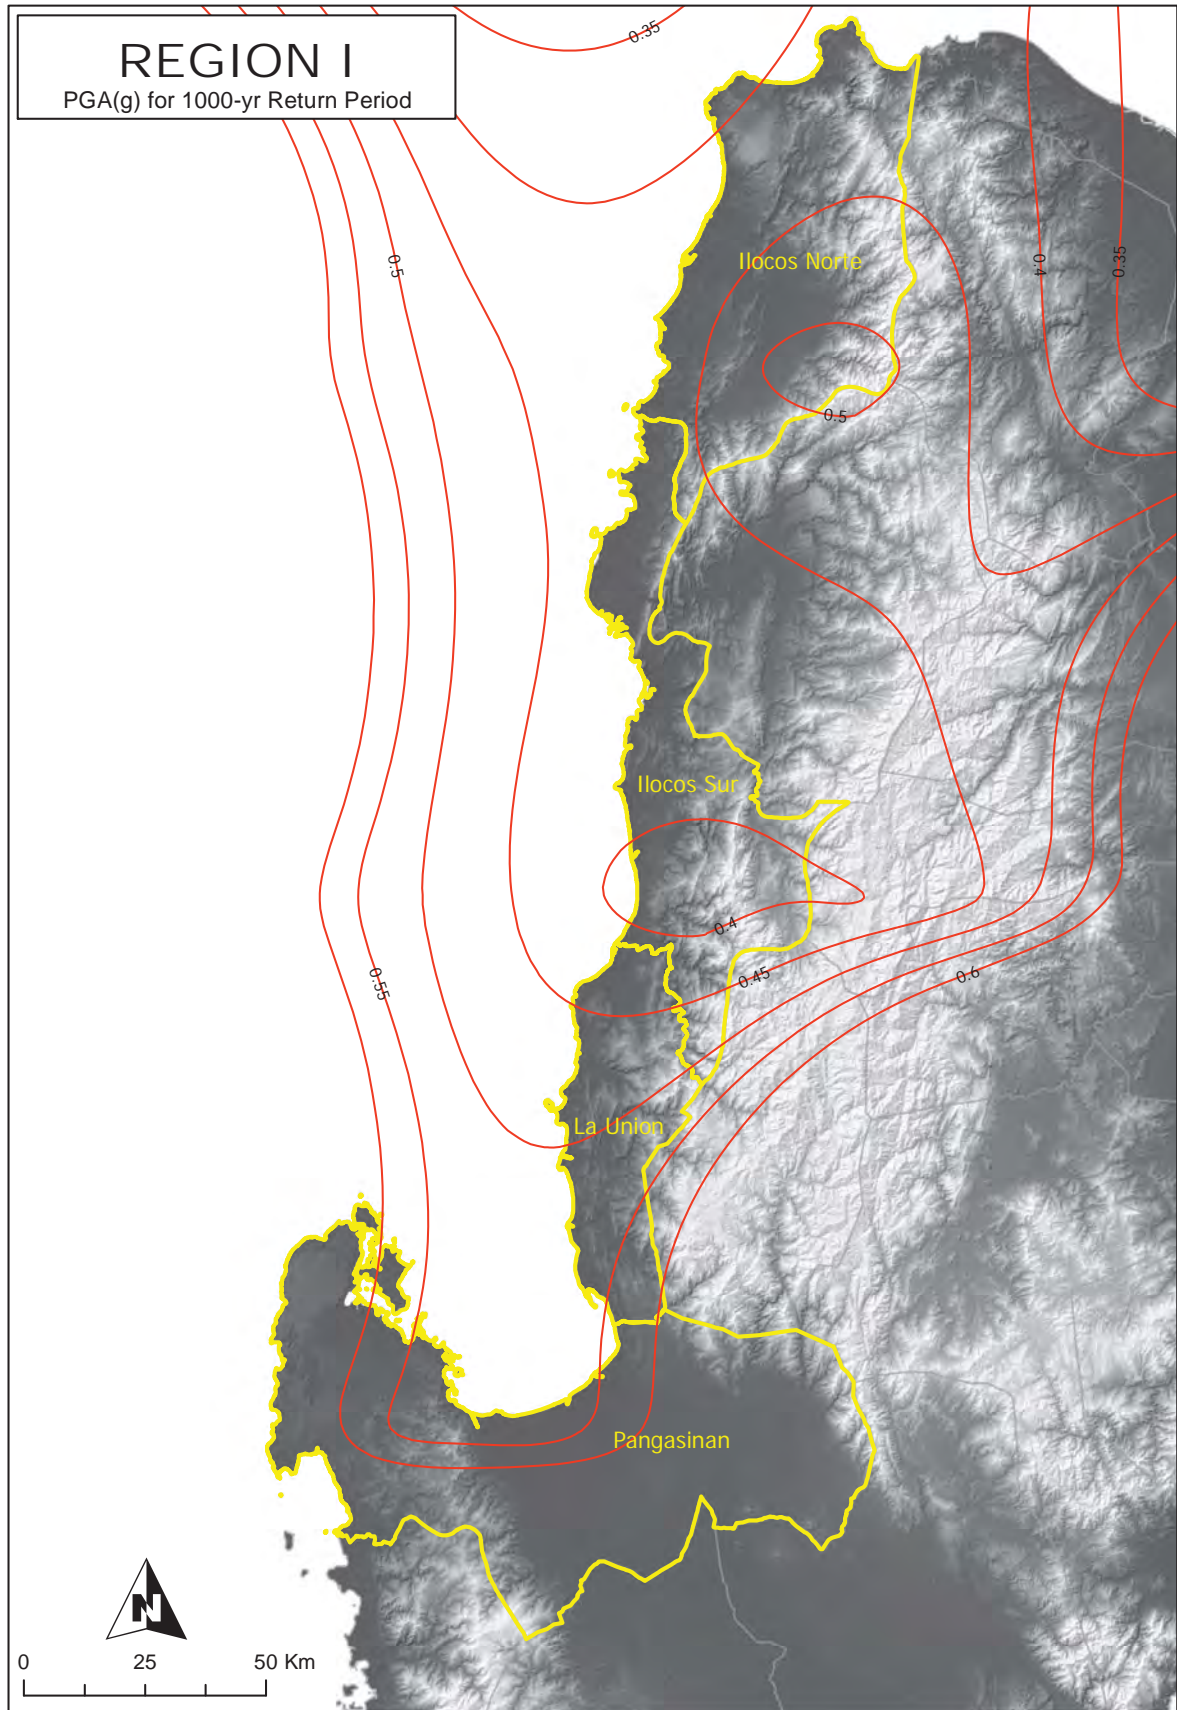 REGION I
PGA(g) for 1000-yr Return Period
0.35
0.5
Ilocos Norte
0.4
0.35
0.5
Ilocos Sur
0.4
0.45
0.6
0.55
La Union
Pangasinan
N
0 25 50 Km